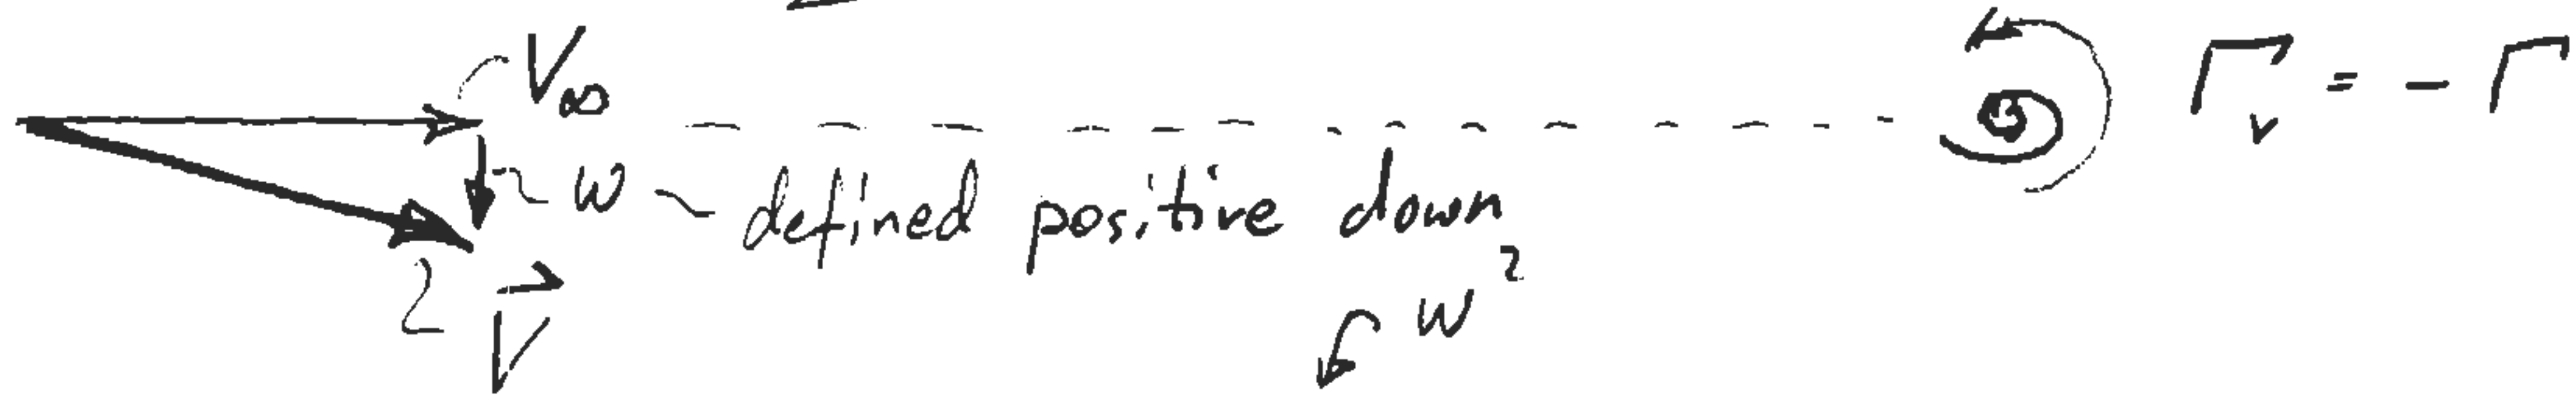 V∞ Γv = - Γ
w ~ defined positive down
V⃗ w²